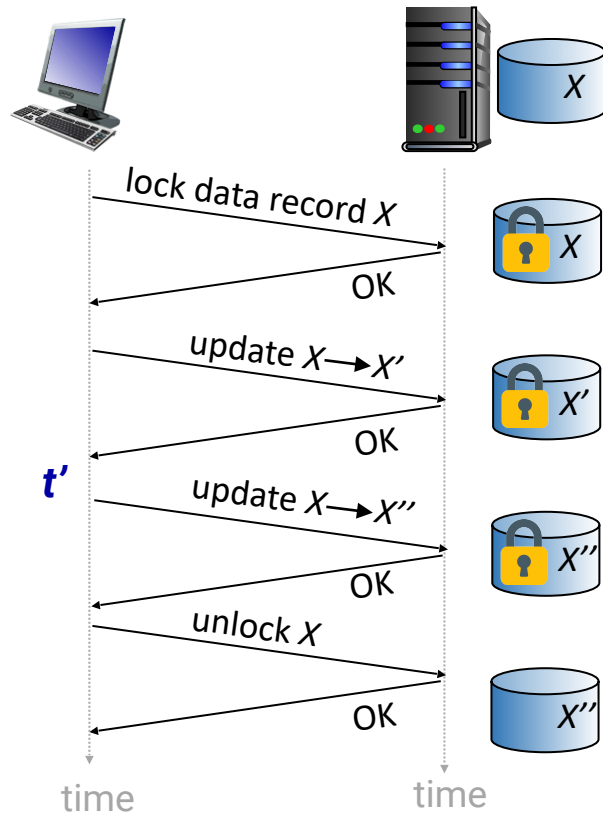 X
lock data record X
X
OK
update X→X'
X'
OK
t'
update X→X''
X''
OK
unlock X
OK
X''
time
time